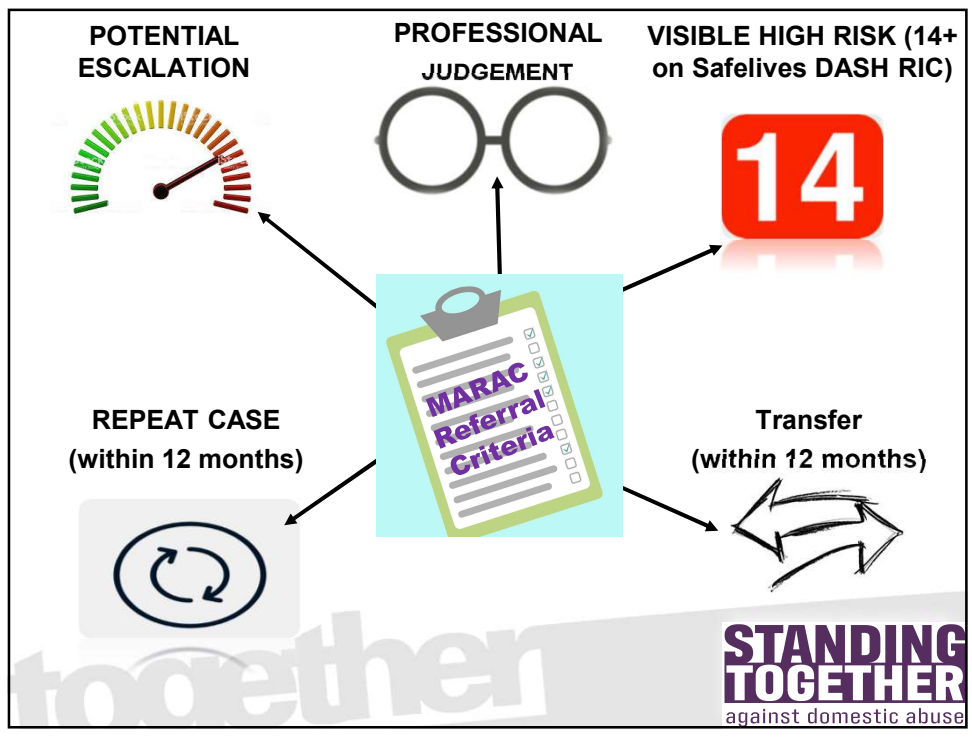 POTENTIAL
ESCALATION
PROFESSIONAL
JUDGEMENT
VISIBLE HIGH RISK (14+
on Safelives DASH RIC)
14
MARAC
Referral
Criteria
REPEAT CASE
(within 12 months)
Transfer
(within 12 months)
together
STANDING
TOGETHER
against domestic abuse